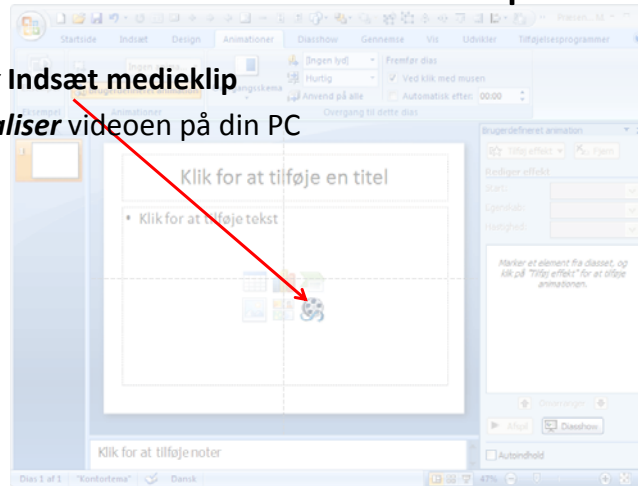 Startside Indsæt Design Animationer Diasshow Gennemse Vis Udvikler Tilføjelsesprogrammer
[Ingen lyd] Fremfør dias
Indsæt medieklip
Hurtig Ved klik med musen
Anvend på alle Automatisk efter: 00:00
Eksempel Animationer Overgang til dette dias
aliser videoen på din PC
Brugerdefineret animation
Tilføj effekt Fjern
Rediger effekt
Klik for at tilføje en titel
Start:
• Klik for at tilføje tekst
Egenskab:
Hastighed:
Marker et element fra diasset, og
klik på "Tilføj effekt" for at tilføje
animationen.
Afspil Diasshow
Klik for at tilføje noter
Autoindhold
Dias 1 af 1 "Kontortema" Dansk 47%